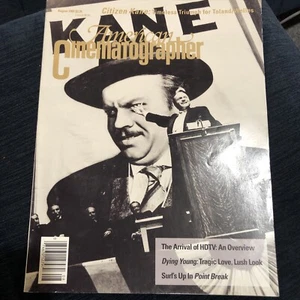 KANE
Citizen Kane:
for
American
Cinematographer
The Arrival of HDTV: An Overview
Dying Young: Tragic Love, Lush Look
Surf's Up to Point Break